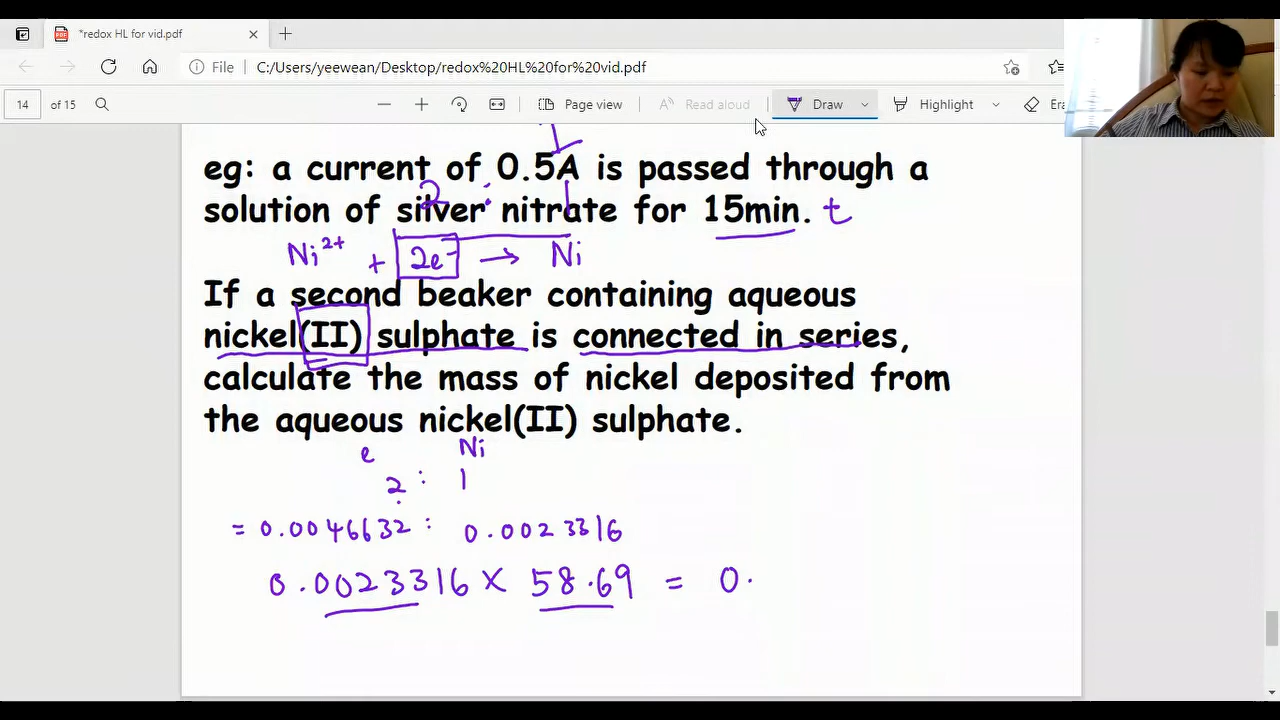 *redox HL for vid.pdf
File C:/Users/yeewean/Desktop/redox%20HL%20for%20vid.pdf
14 of 15 Page view Read aloud Draw Highlight Era
eg: a current of 0.5A is passed through a
2 : 1
solution of silver nitrate for 15min. t
Ni²⁺ + 2e⁻ → Ni
If a second beaker containing aqueous
nickel(II) sulphate is connected in series,
calculate the mass of nickel deposited from
the aqueous nickel(II) sulphate.
e Ni
2 : 1
= 0.0046632 : 0.0023316
0.0023316 × 58.69 = 0.